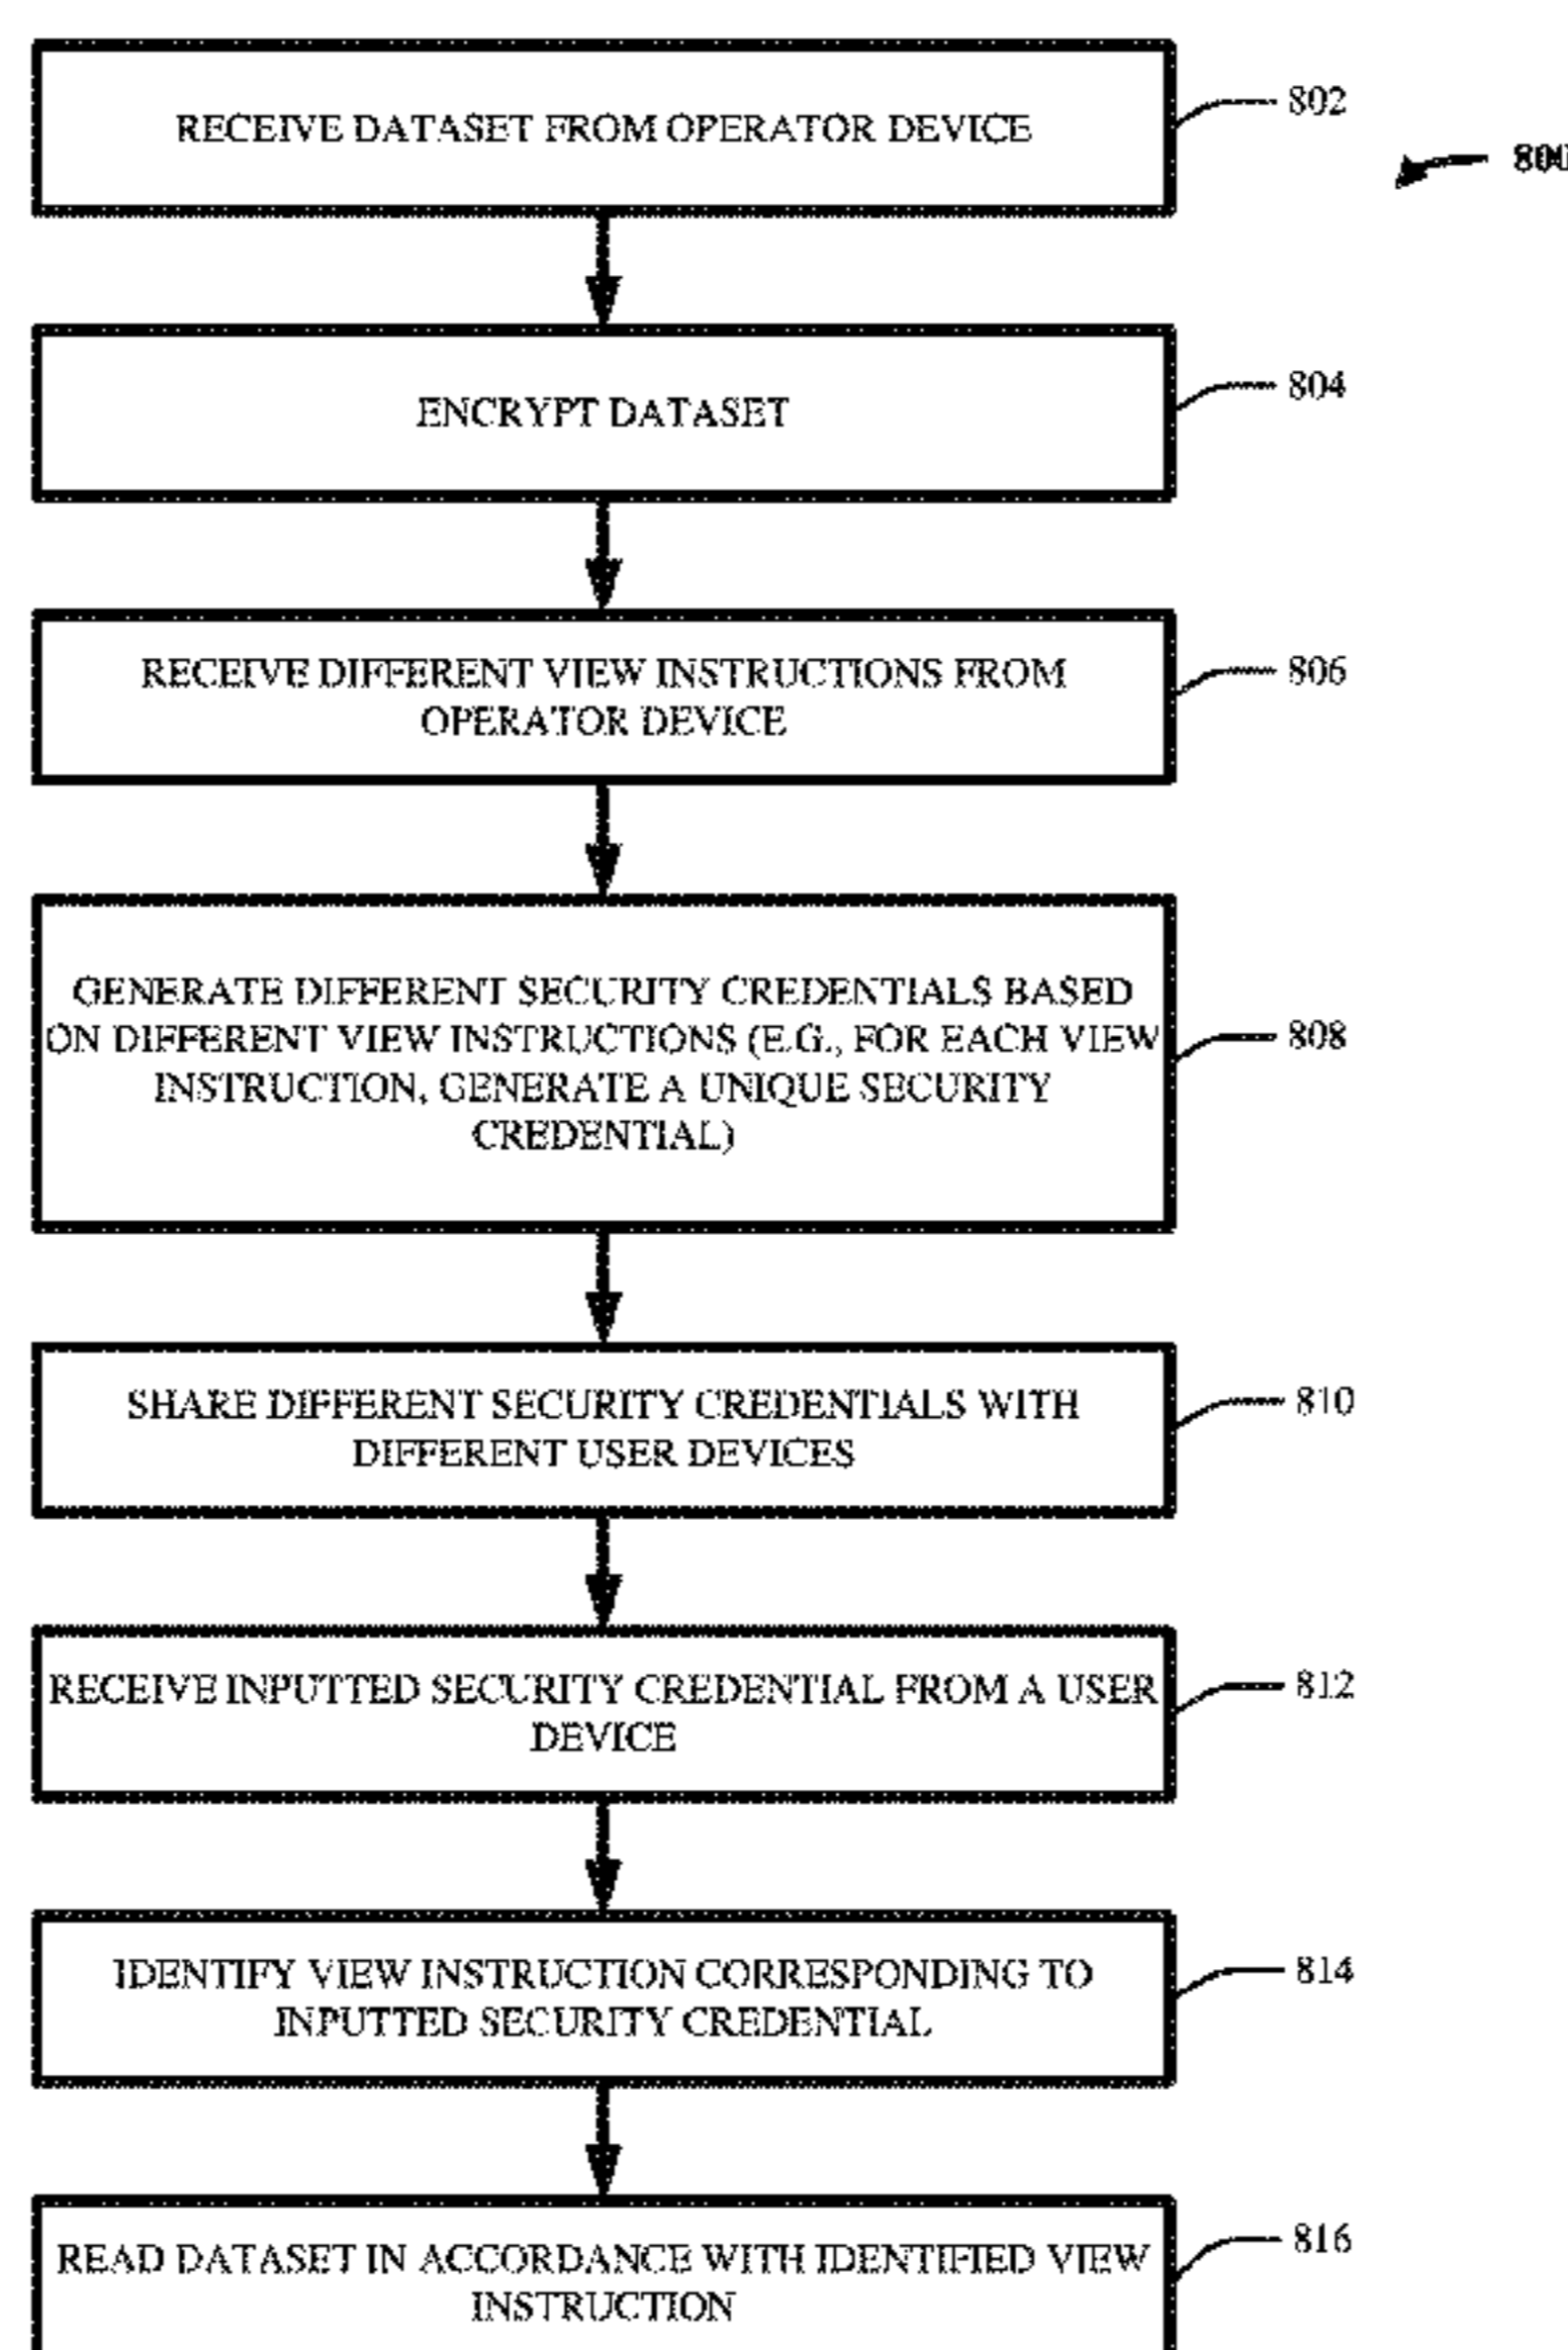 RECEIVE DATASET FROM OPERATOR DEVICE
802
800
ENCRYPT DATASET
804
RECEIVE DIFFERENT VIEW INSTRUCTIONS FROM
OPERATOR DEVICE
806
GENERATE DIFFERENT SECURITY CREDENTIALS BASED
ON DIFFERENT VIEW INSTRUCTIONS (E.G., FOR EACH VIEW
INSTRUCTION, GENERATE A UNIQUE SECURITY
CREDENTIAL)
808
SHARE DIFFERENT SECURITY CREDENTIALS WITH
DIFFERENT USER DEVICES
810
RECEIVE INPUTTED SECURITY CREDENTIAL FROM A USER
DEVICE
812
IDENTIFY VIEW INSTRUCTION CORRESPONDING TO
INPUTTED SECURITY CREDENTIAL
814
READ DATASET IN ACCORDANCE WITH IDENTIFIED VIEW
INSTRUCTION
816